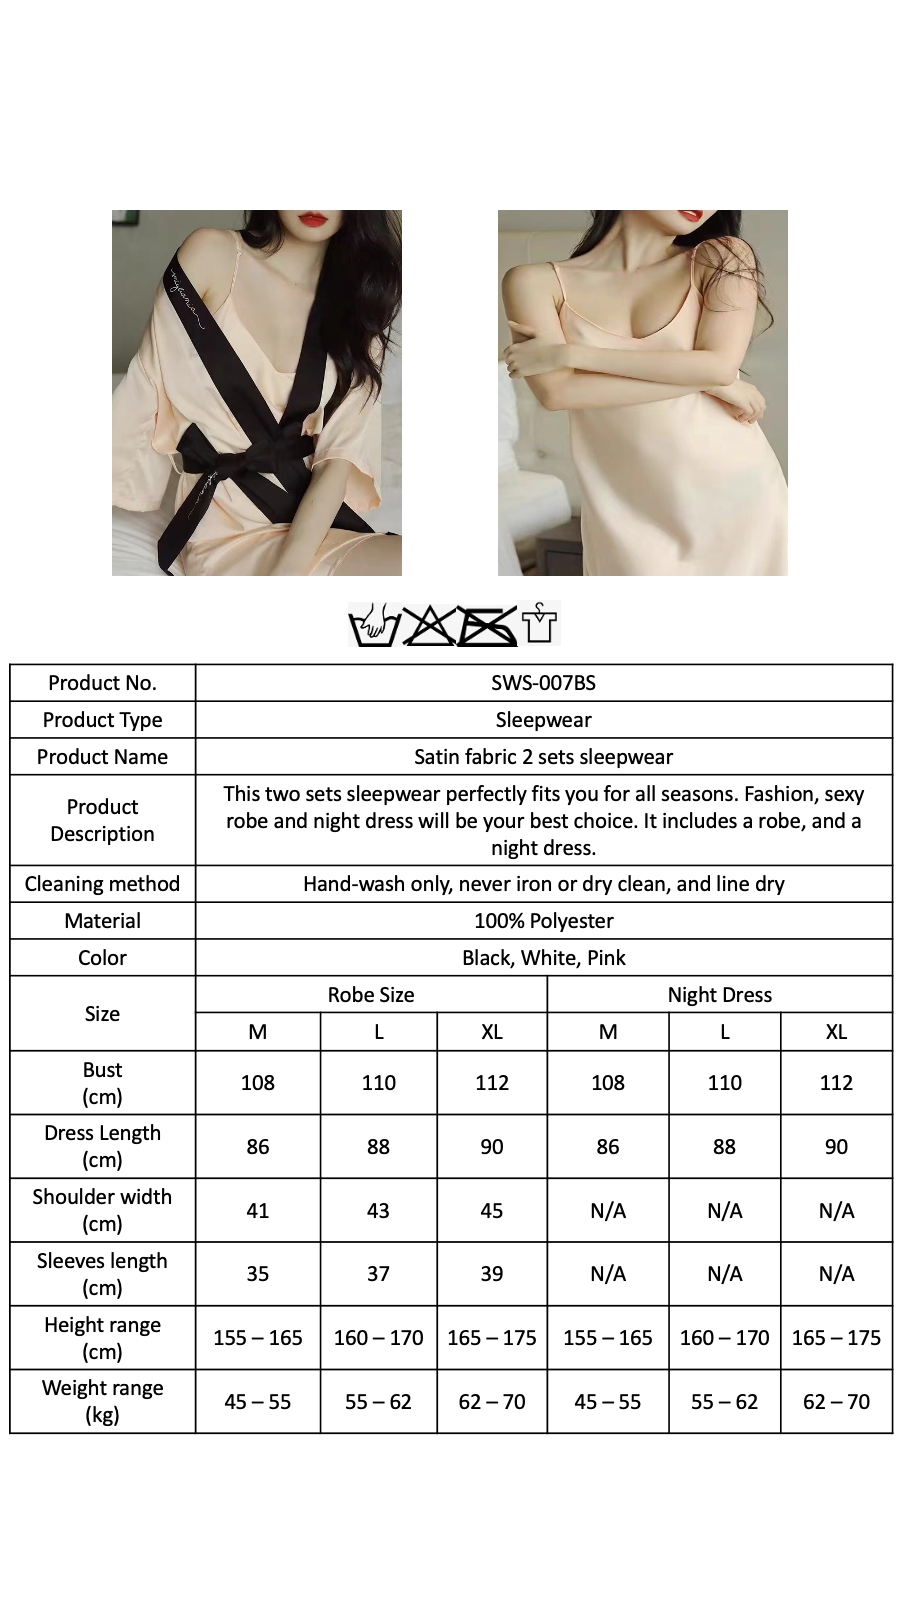 Product No. SWS-007BS
Product Type Sleepwear
Product Name Satin fabric 2 sets sleepwear
Product
Description
This two sets sleepwear perfectly fits you for all seasons. Fashion, sexy
robe and night dress will be your best choice. It includes a robe, and a
night dress.
Cleaning method Hand-wash only, never iron or dry clean, and line dry
Material 100% Polyester
Color Black, White, Pink
Size Robe Size Night Dress
M L XL M L XL
Bust
(cm)
108 110 112 108 110 112
Dress Length
(cm)
86 88 90 86 88 90
Shoulder width
(cm)
41 43 45 N/A N/A N/A
Sleeves length
(cm)
35 37 39 N/A N/A N/A
Height range
(cm)
155 – 165 160 – 170 165 – 175 155 – 165 160 – 170 165 – 175
Weight range
(kg)
45 – 55 55 – 62 62 – 70 45 – 55 55 – 62 62 – 70